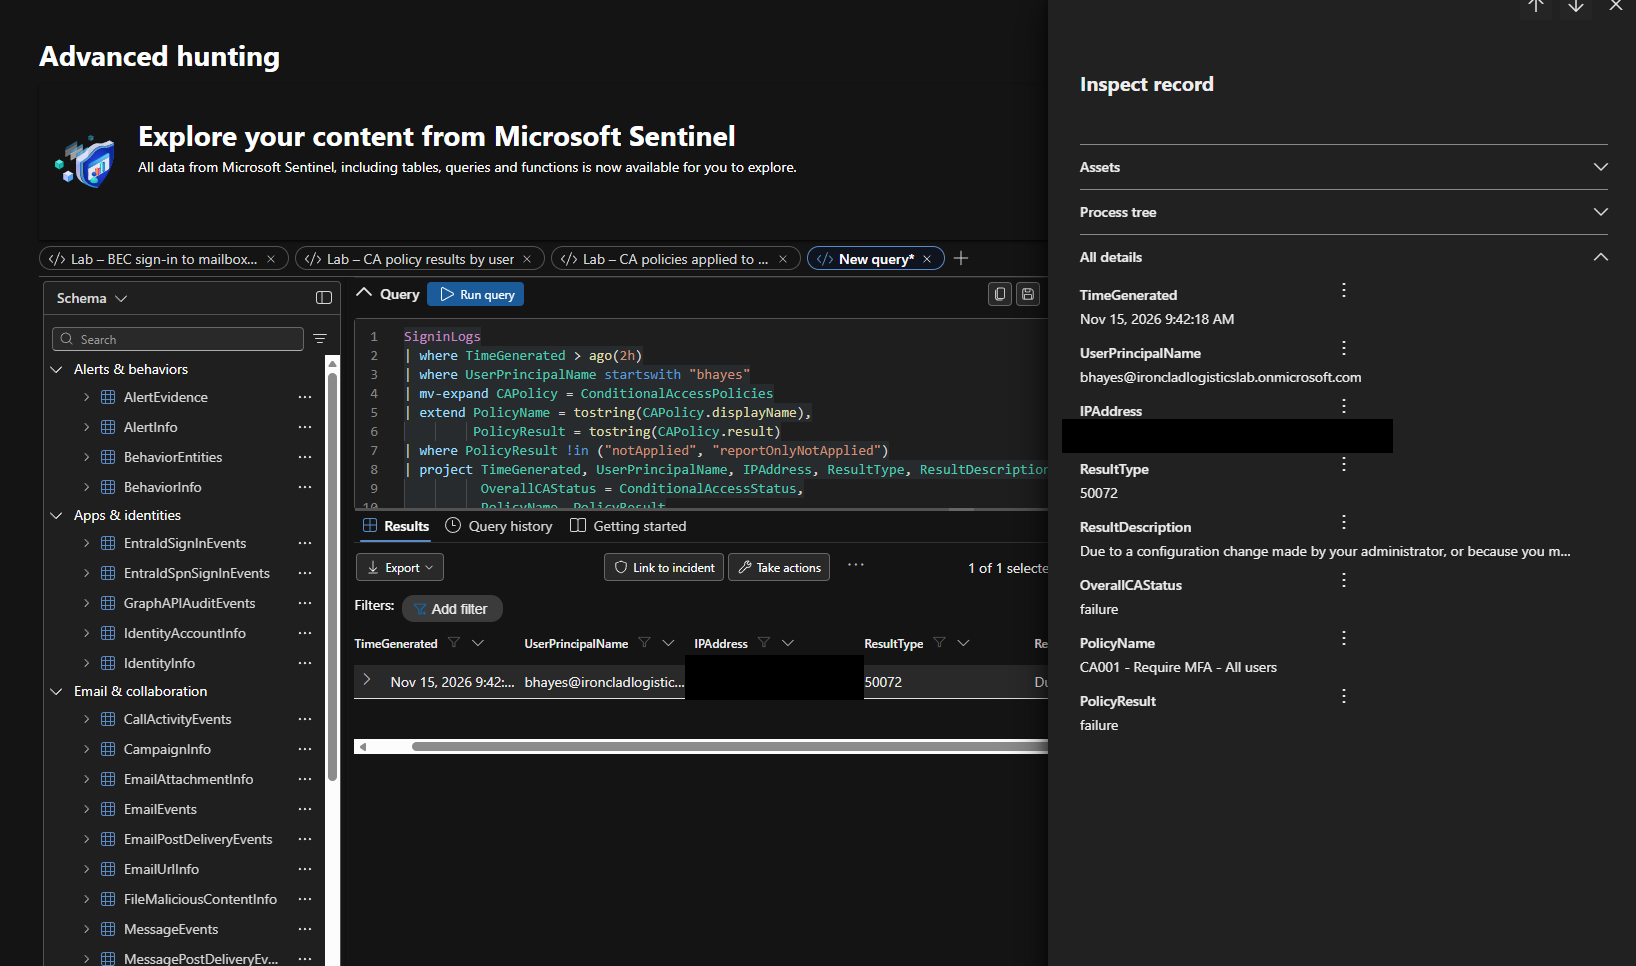 Advanced hunting
Explore your content from Microsoft Sentinel
All data from Microsoft Sentinel, including tables, queries and functions is now available for you to explore.
</> Lab – BEC sign-in to mailbox... ×
</> Lab – CA policy results by user ×
</> Lab – CA policies applied to ... ×
</> New query* ×
Schema
Search
Alerts & behaviors
AlertEvidence
AlertInfo
BehaviorEntities
BehaviorInfo
Apps & identities
EntraIdSignInEvents
EntraIdSpnSignInEvents
GraphAPIAuditEvents
IdentityAccountInfo
IdentityInfo
Email & collaboration
CallActivityEvents
CampaignInfo
EmailAttachmentInfo
EmailEvents
EmailPostDeliveryEvents
EmailUrlInfo
FileMaliciousContentInfo
MessageEvents
MessagePostDeliveryEv...
Query
Run query
1 SigninLogs
2 | where TimeGenerated > ago(2h)
3 | where UserPrincipalName startswith "bhayes"
4 | mv-expand CAPolicy = ConditionalAccessPolicies
5 | extend PolicyName = tostring(CAPolicy.displayName),
6 PolicyResult = tostring(CAPolicy.result)
7 | where PolicyResult !in ("notApplied", "reportOnlyNotApplied")
8 | project TimeGenerated, UserPrincipalName, IPAddress, ResultType, ResultDescription
9 OverallCAStatus = ConditionalAccessStatus,
10 PolicyName, PolicyResult
Results
Query history
Getting started
Export
Link to incident
Take actions
...
1 of 1 selecte
Filters:
Add filter
TimeGenerated UserPrincipalName IPAddress ResultType Re
Nov 15, 2026 9:42:... bhayes@ironcladlogistic... 50072 Du
Inspect record
Assets
Process tree
All details
TimeGenerated
Nov 15, 2026 9:42:18 AM
UserPrincipalName
bhayes@ironcladlogisticslab.onmicrosoft.com
IPAddress
ResultType
50072
ResultDescription
Due to a configuration change made by your administrator, or because you m...
OverallCAStatus
failure
PolicyName
CA001 - Require MFA - All users
PolicyResult
failure